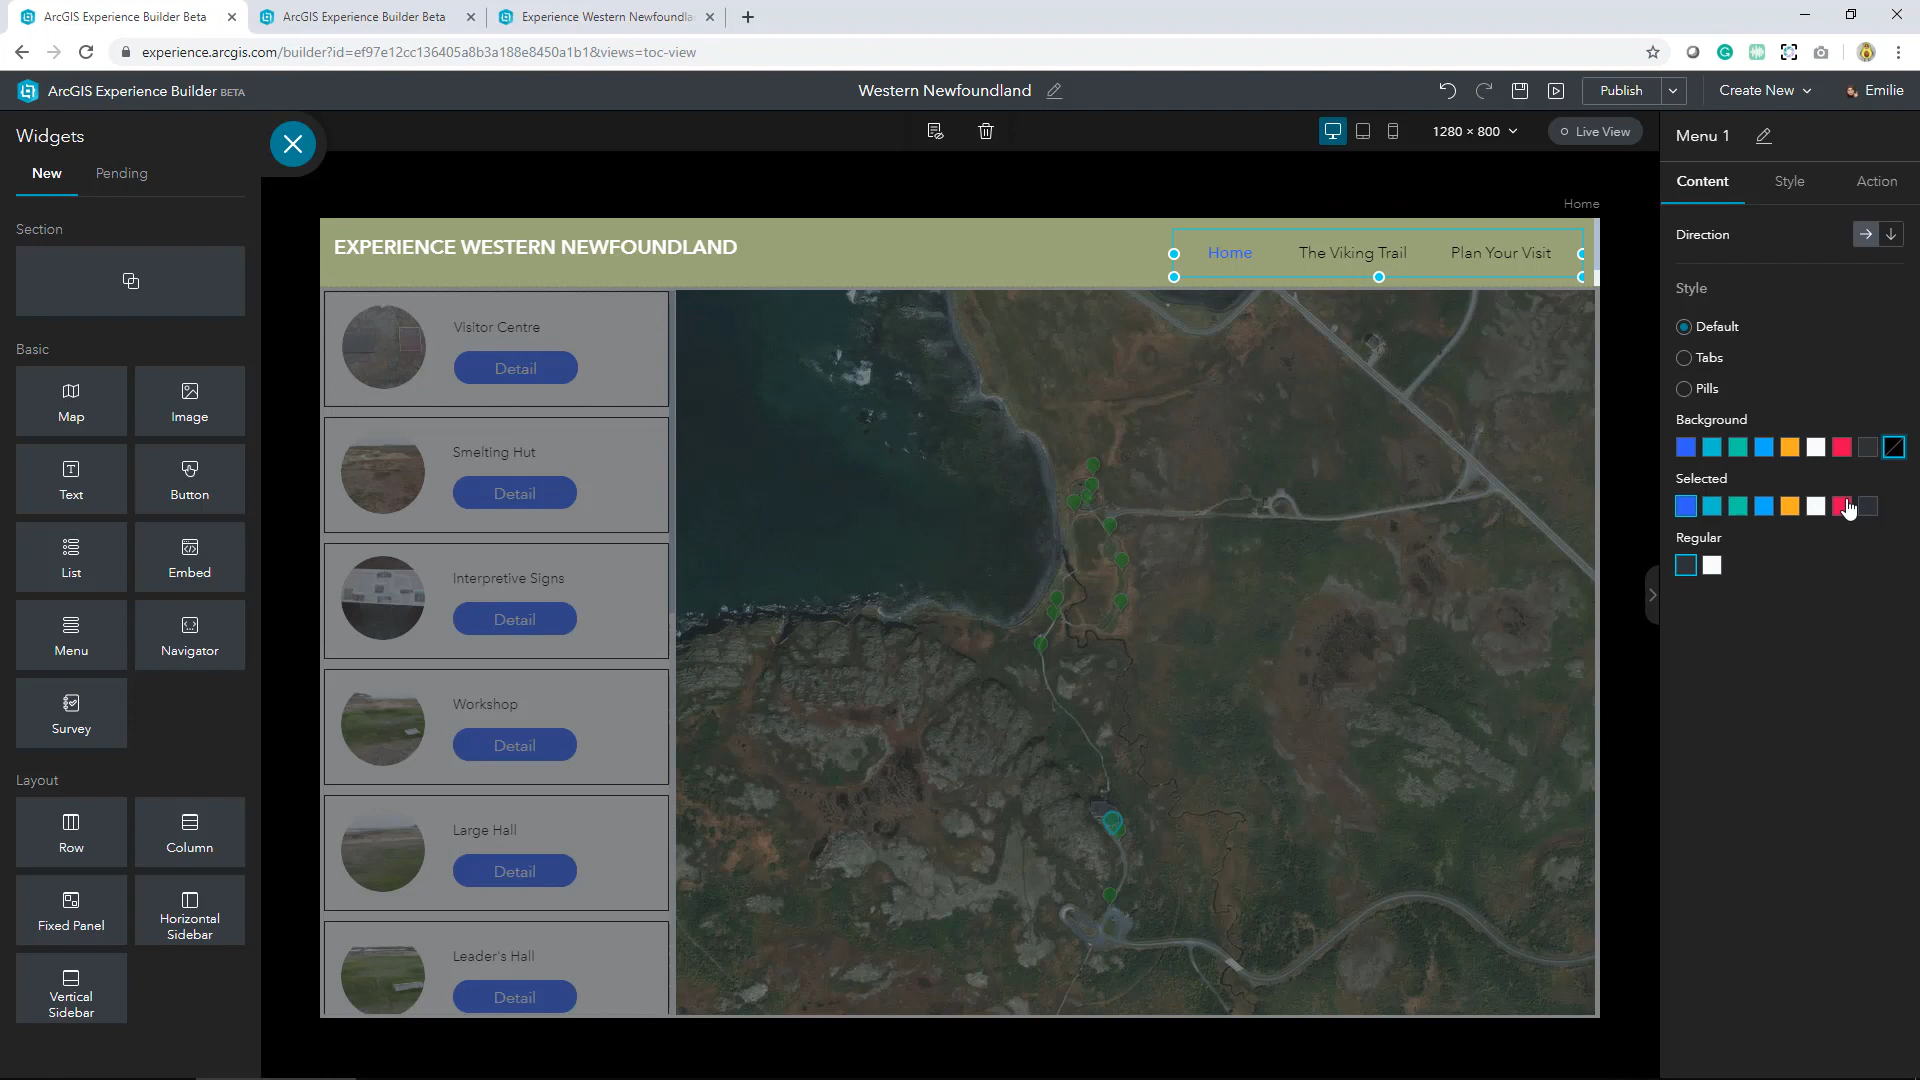 ArcGIS Experience Builder Beta
ArcGIS Experience Builder Beta
Experience Western Newfoundla
experience.arcgis.com/builder?id=ef97e12cc136405a8b3a188e8450a1b1&views=toc-view
ArcGIS Experience Builder BETA
Western Newfoundland
Publish
Create New
Emilie
Widgets
New
Pending
1280 × 800
Live View
Menu 1
Content
Style
Action
Section
Basic
Map
Image
Text
Button
List
Embed
Menu
Navigator
Survey
Layout
Row
Column
Fixed Panel
Horizontal
Sidebar
Vertical
Sidebar
Home
EXPERIENCE WESTERN NEWFOUNDLAND
Home
The Viking Trail
Plan Your Visit
Visitor Centre
Detail
Smelting Hut
Detail
Interpretive Signs
Detail
Workshop
Detail
Large Hall
Detail
Leader's Hall
Detail
Direction
Style
Default
Tabs
Pills
Background
Selected
Regular